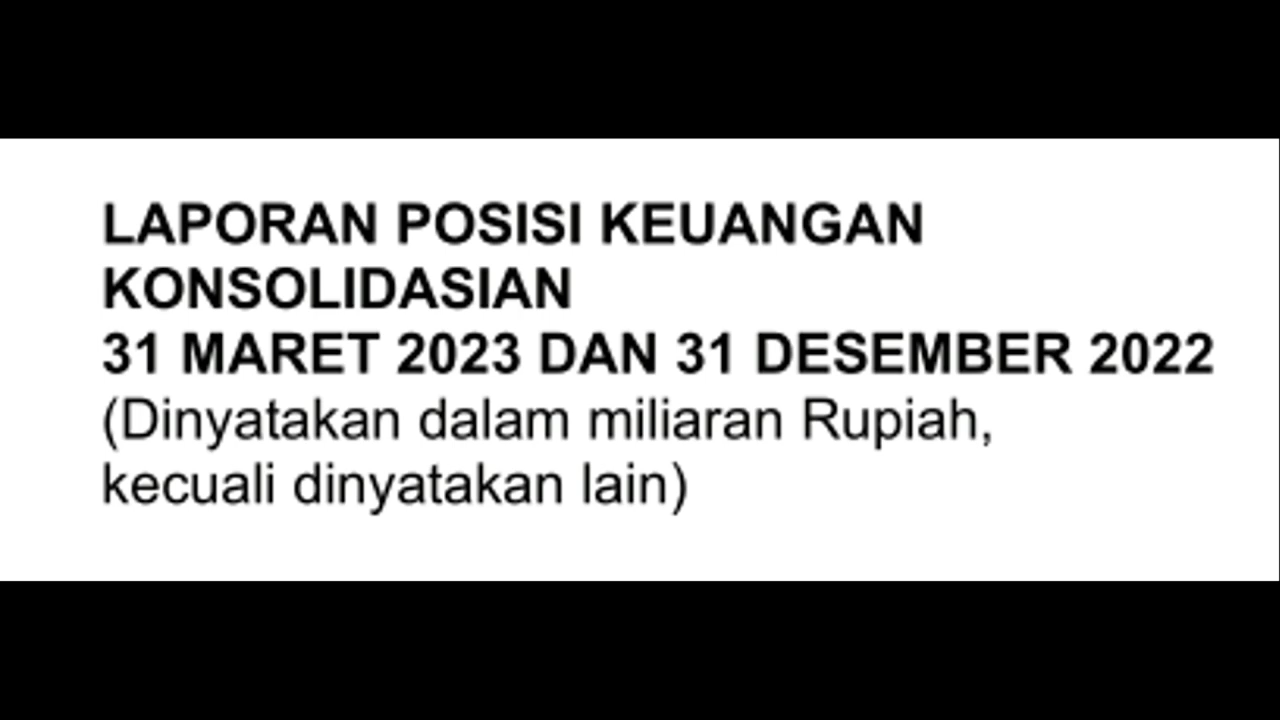 LAPORAN POSISI KEUANGAN
KONSOLIDASIAN
31 MARET 2023 DAN 31 DESEMBER 2022
(Dinyatakan dalam miliaran Rupiah,
kecuali dinyatakan lain)